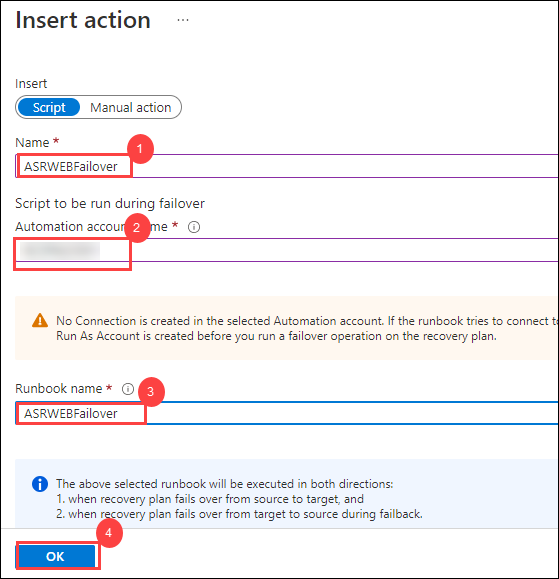 Insert action ...
Insert
Script Manual action
Name *
1
ASRWEBFailover
Script to be run during failover
2
Automation account name *
No Connection is created in the selected Automation account. If the runbook tries to connect to
Run As Account is created before you run a failover operation on the recovery plan.
Runbook name *
3
ASRWEBFailover
The above selected runbook will be executed in both directions:
1. when recovery plan fails over from source to target, and
2. when recovery plan fails over from target to source during failback.
4
OK